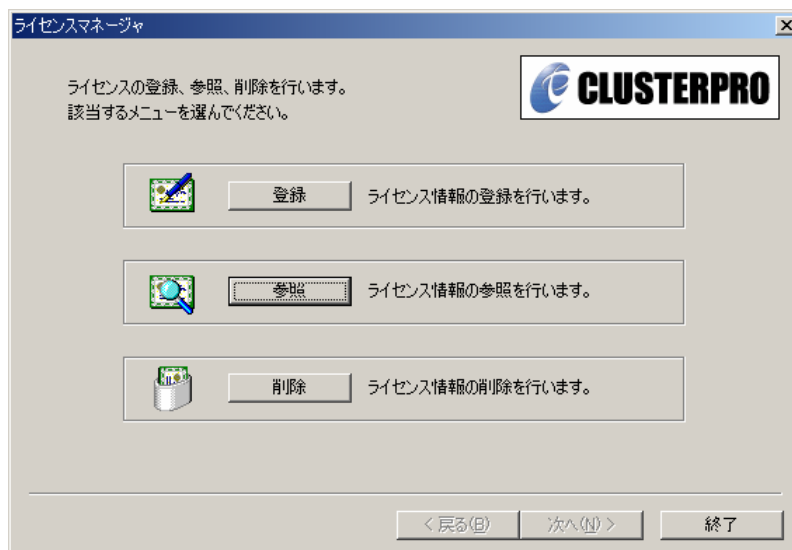 ライセンスマネージャ
ライセンスの登録、参照、削除を行います。
該当するメニューを選んでください。
CLUSTERPRO
登録 ライセンス情報の登録を行います。
参照 ライセンス情報の参照を行います。
削除 ライセンス情報の削除を行います。
< 戻る(B) 次へ(N) > 終了